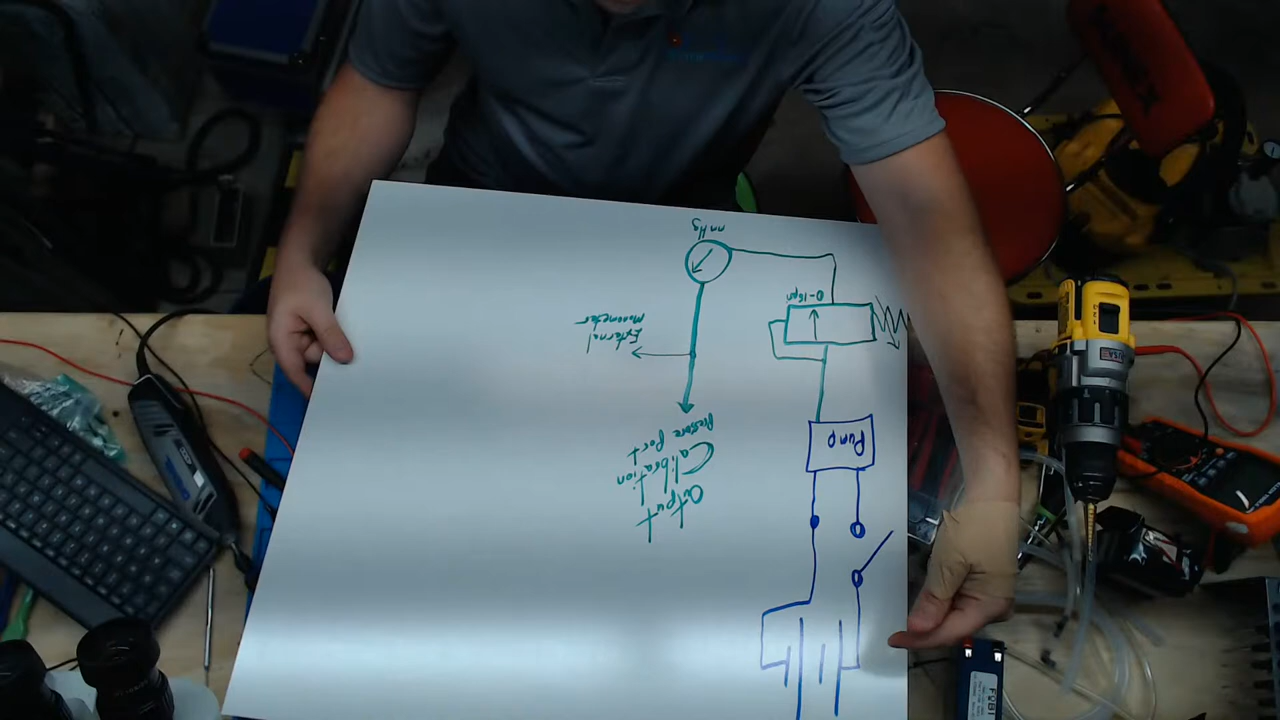 mmHg
0-16psi
External
Manometer
Pump
Pressure Port
Calibration
Output